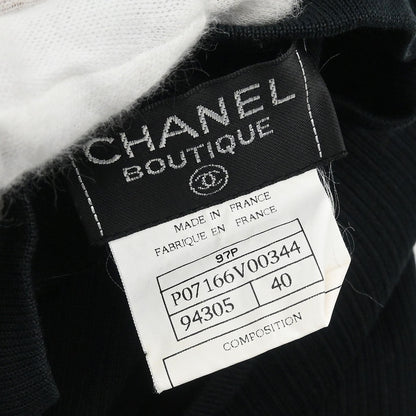 CHANEL
BOUTIQUE
MADE IN FRANCE
FABRIQUE EN FRANCE
97P
P07166V00344
94305 40
COMPOSITION